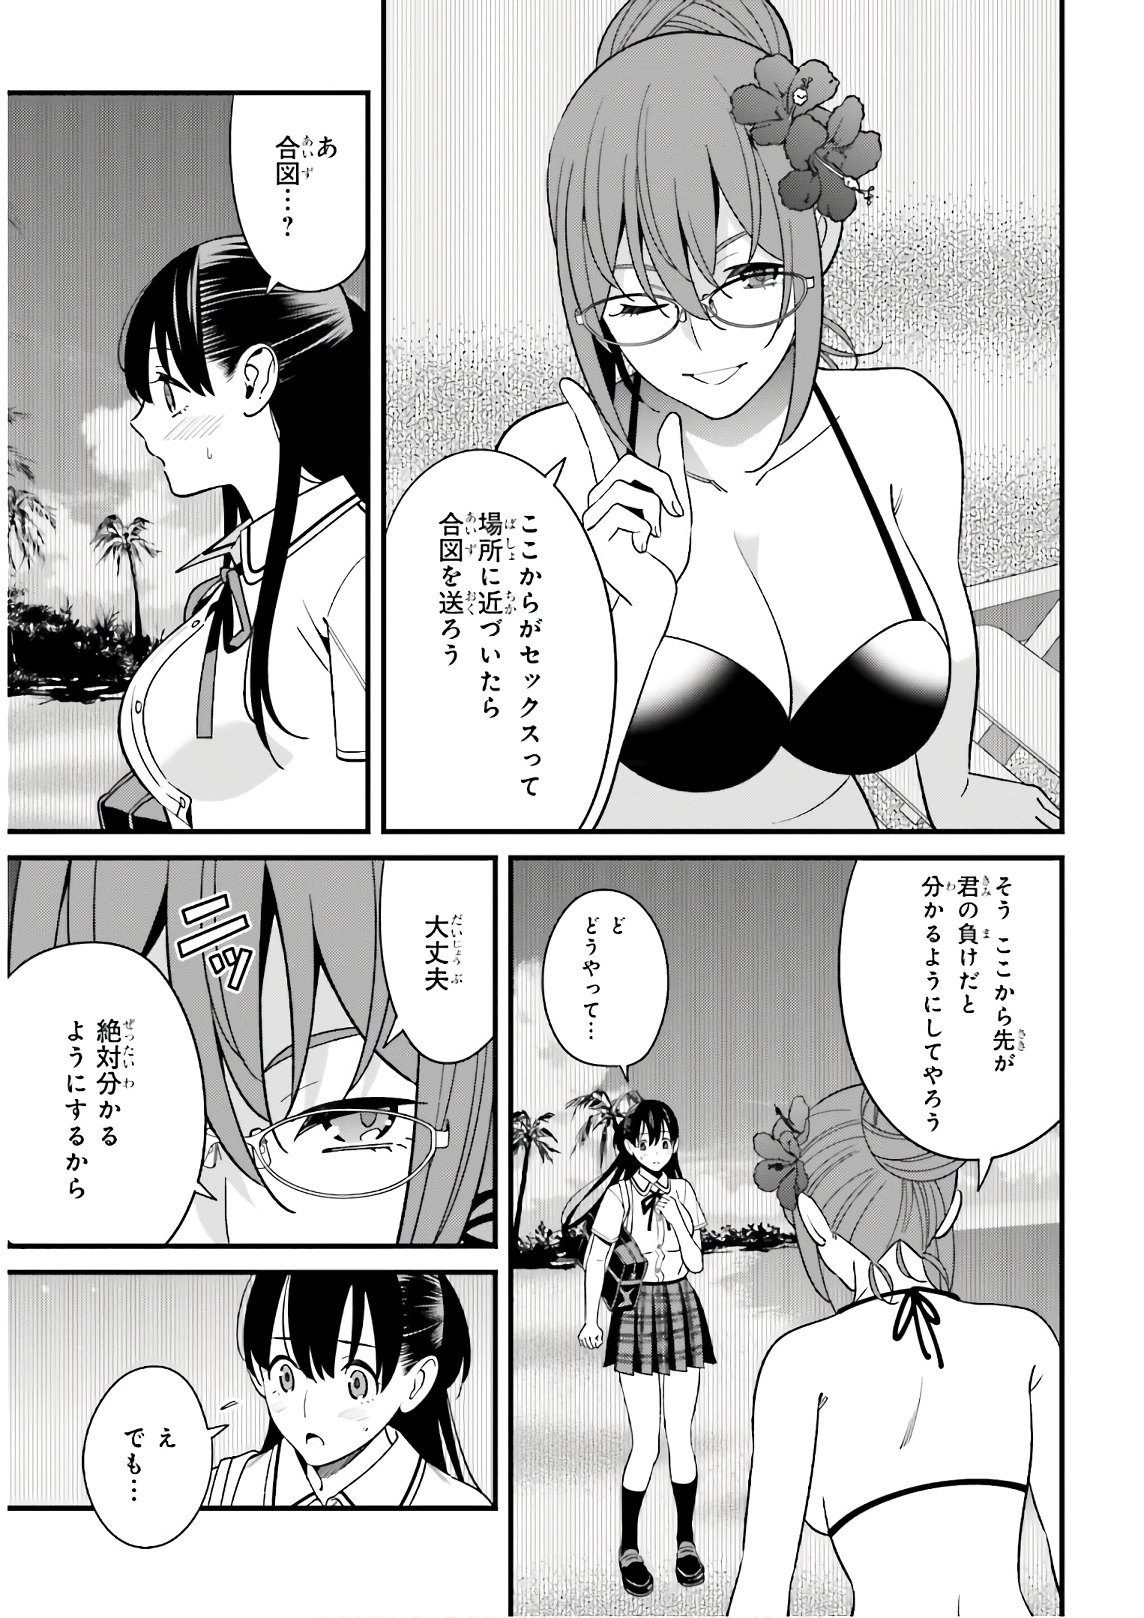 ここからがセックスって
場所に近づいたら
合図を送ろう
あ
合図…?
そう ここから先が
君の負けだと
分かるようにしてやろう
ど
どうやって…
大丈夫
ニッ
絶対分かる
ようにするから
え
でも…